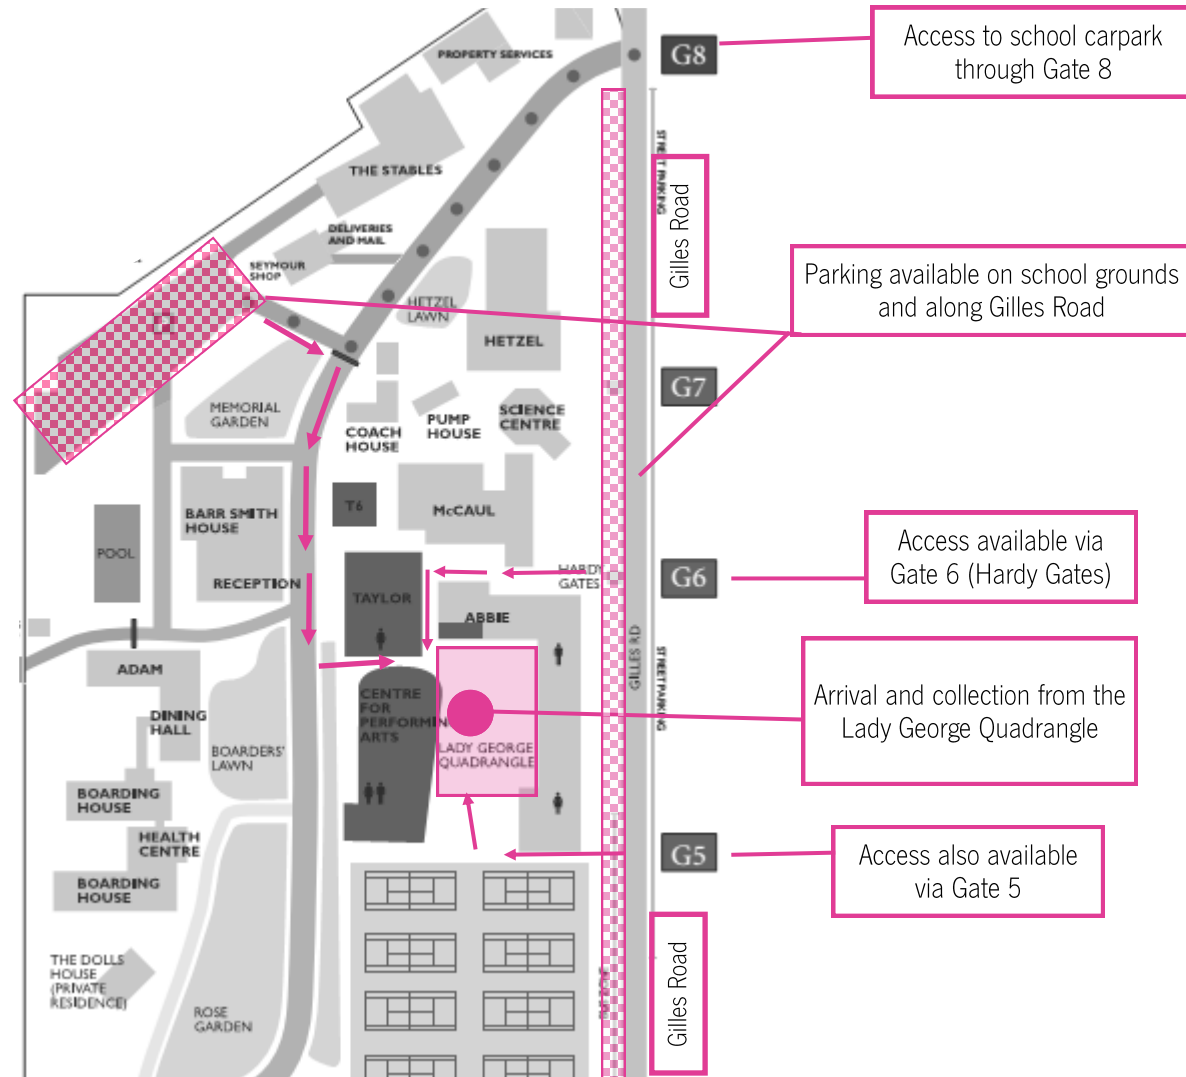 PROPERTY SERVICES
G8
Access to school carpark
through Gate 8
STREET PARKING
THE STABLES
Gilles Road
DELIVERIES
AND MAIL
SEYMOUR
SHOP
Parking available on school grounds
and along Gilles Road
HETZEL
LAWN
HETZEL
G7
MEMORIAL
GARDEN
COACH
HOUSE
PUMP
HOUSE
SCIENCE
CENTRE
BARR SMITH
HOUSE
T6
McCAUL
POOL
Access available via
Gate 6 (Hardy Gates)
RECEPTION
HARDY
GATES
G6
TAYLOR
ABBIE
GILLES RD
STREET PARKING
ADAM
CENTRE
FOR
PERFORMIN
ARTS
Arrival and collection from the
Lady George Quadrangle
DINING
HALL
BOARDERS'
LAWN
LADY GEORGE
QUADRANGLE
BOARDING
HOUSE
HEALTH
CENTRE
G5
Access also available
via Gate 5
BOARDING
HOUSE
Gilles Road
THE DOLLS
HOUSE
(PRIVATE
RESIDENCE)
ROSE
GARDEN